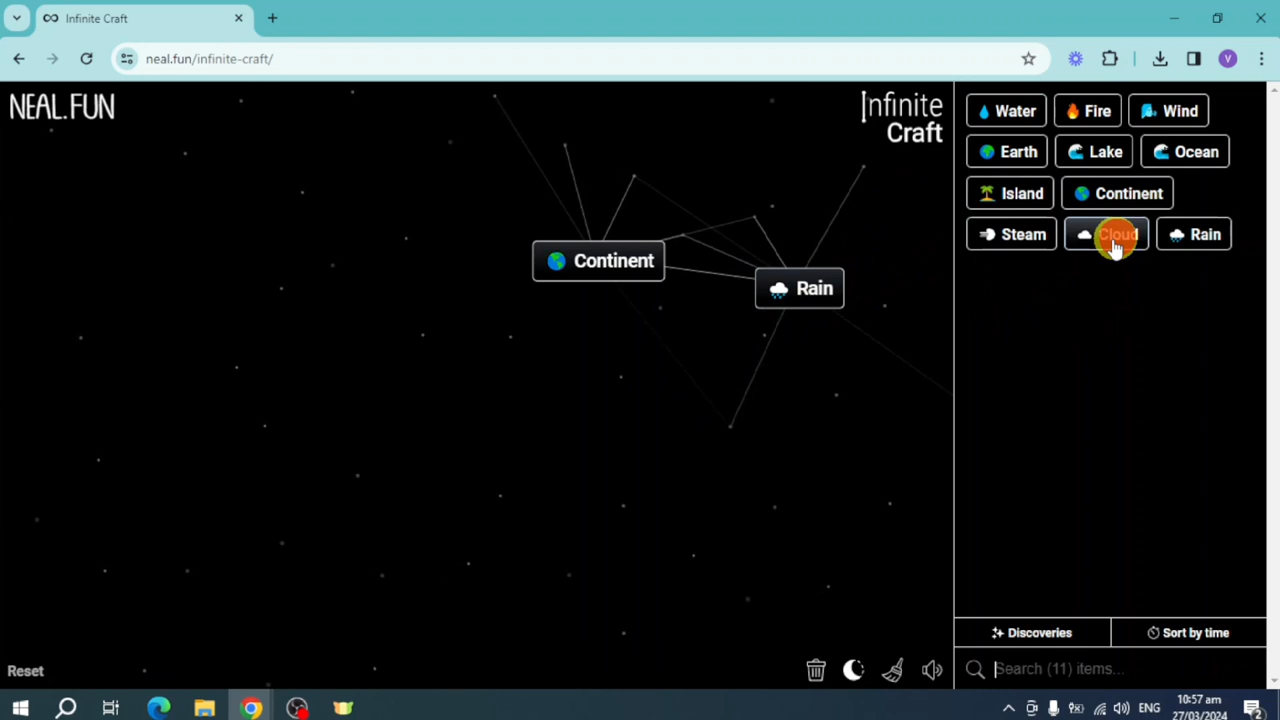 Infinite Craft
neal.fun/infinite-craft/
NEAL.FUN
Infinite
Craft
Water Fire Wind
Earth Lake Ocean
Island Continent
Steam Cloud Rain
Continent
Rain
Discoveries Sort by time
Reset
Search (11) items...
V
ENG
10:57 am
27/03/2024
2